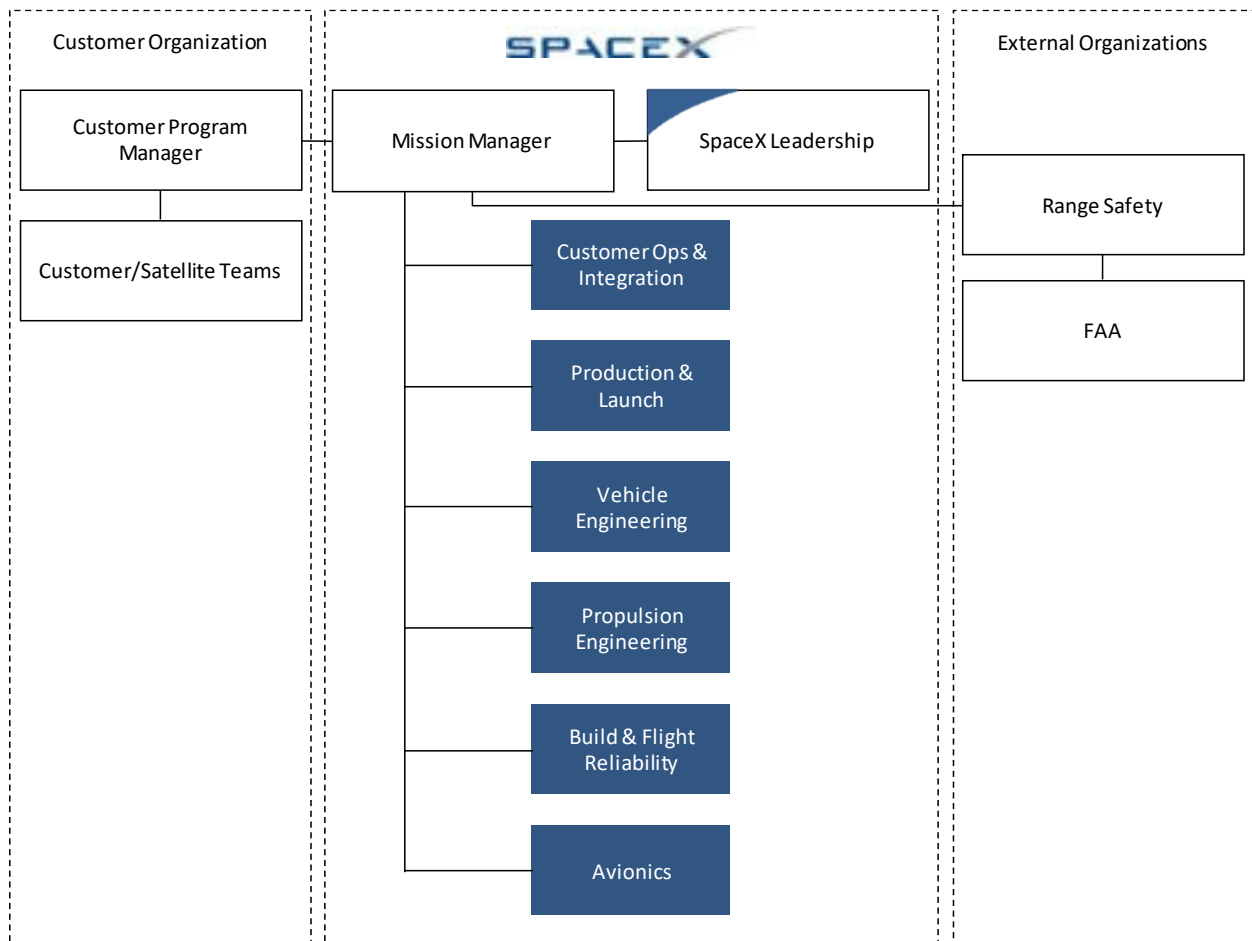 Customer Organization
SPACEX
External Organizations
Customer Program
Manager
Mission Manager
SpaceX Leadership
Range Safety
Customer/Satellite Teams
Customer Ops &
Integration
FAA
Production &
Launch
Vehicle
Engineering
Propulsion
Engineering
Build & Flight
Reliability
Avionics